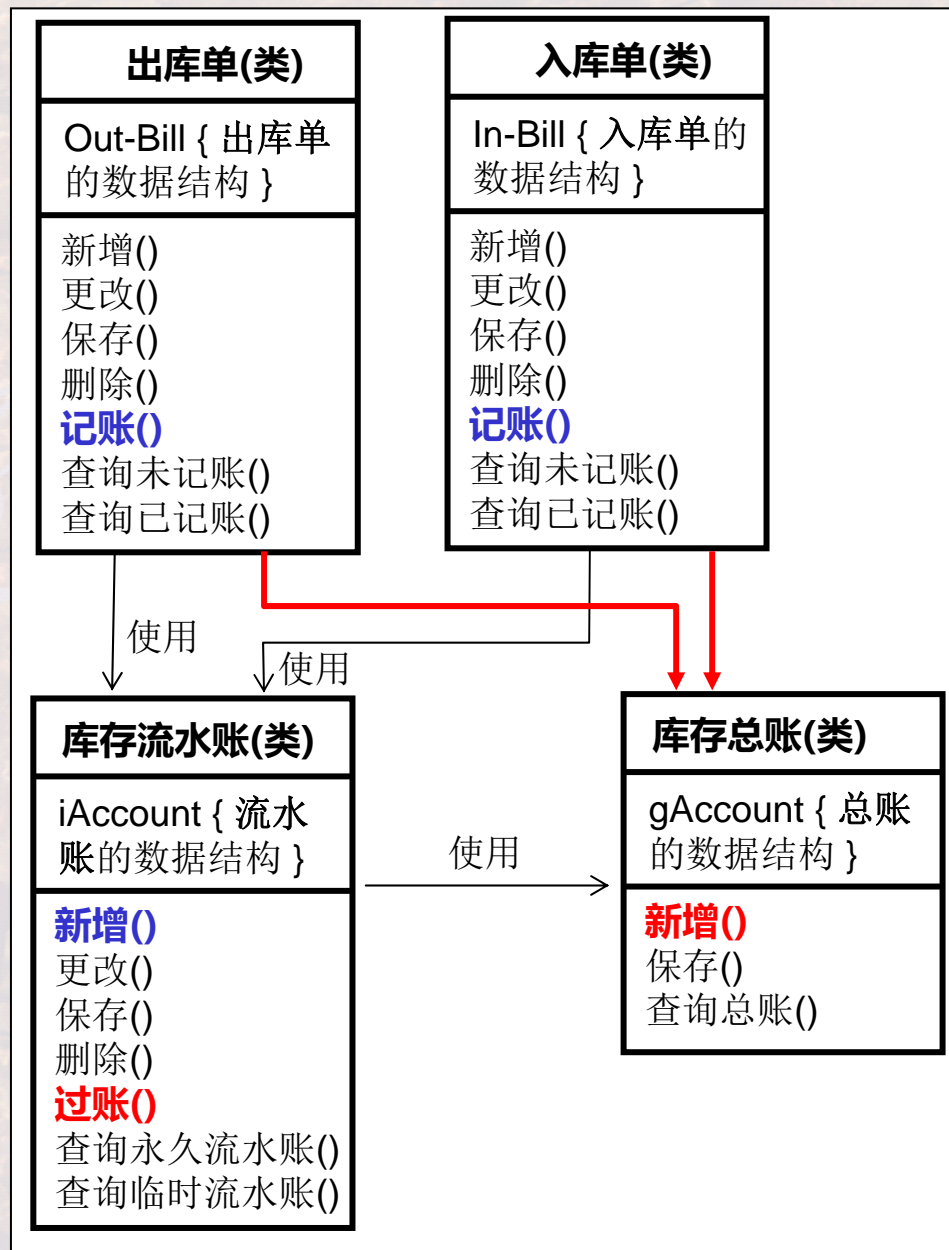 出库单(类)
Out-Bill { 出库单
的数据结构 }
新增()
更改()
保存()
删除()
记账()
查询未记账()
查询已记账()
入库单(类)
In-Bill { 入库单的
数据结构 }
新增()
更改()
保存()
删除()
记账()
查询未记账()
查询已记账()
使用
使用
库存流水账(类)
iAccount { 流水
账的数据结构 }
新增()
更改()
保存()
删除()
过账()
查询永久流水账()
查询临时流水账()
使用
库存总账(类)
gAccount { 总账
的数据结构 }
新增()
保存()
查询总账()